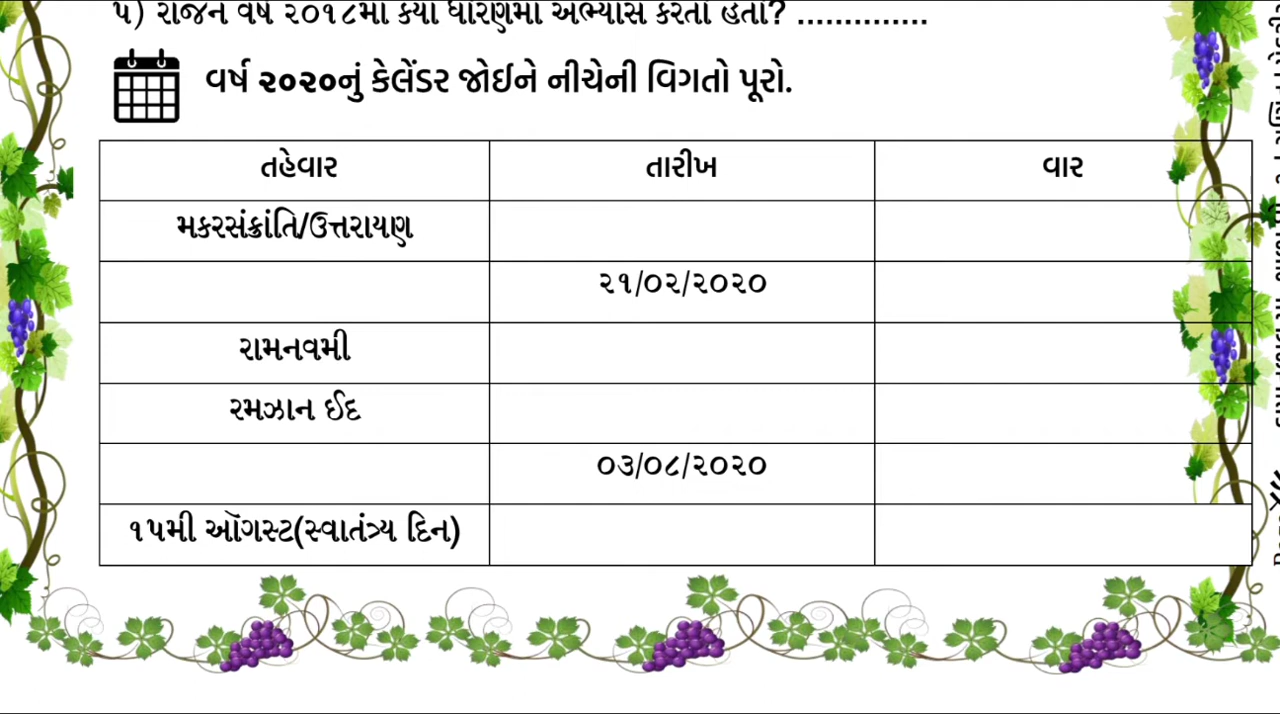 ૫) રાજન વર્ષ ૨૦૧૮માં કયા ધોરણમાં અભ્યાસ કરતો હતો? ..............
વર્ષ ૨૦૨૦નું કેલેંડર જોઈને નીચેની વિગતો પૂરો.
તહેવાર તારીખ વાર
મકરસંક્રાંતિ/ઉત્તરાયણ
૨૧/૦૨/૨૦૨૦
રામનવમી
રમઝાન ઈદ
૦૩/૦૮/૨૦૨૦
૧૫મી ઑગસ્ટ(સ્વાતંત્ર્ય દિન)